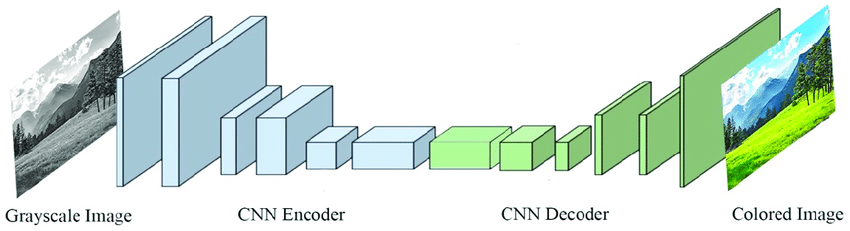 Grayscale Image
CNN Encoder
CNN Decoder
Colored Image